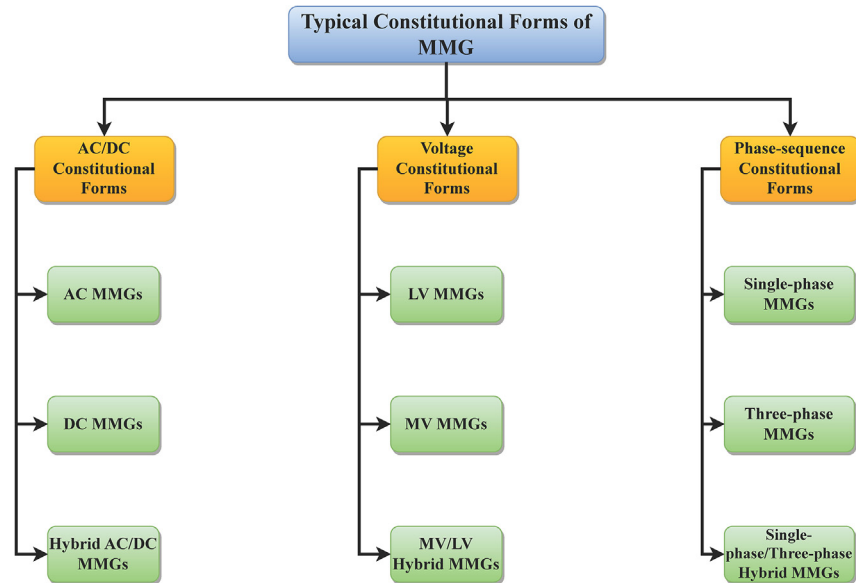 Typical Constitutional Forms of
MMG
AC/DC
Constitutional
Forms
Voltage
Constitutional
Forms
Phase-sequence
Constitutional
Forms
AC MMGs
LV MMGs
Single-phase
MMGs
DC MMGs
MV MMGs
Three-phase
MMGs
Hybrid AC/DC
MMGs
MV/LV
Hybrid MMGs
Single-
phase/Three-phase
Hybrid MMGs